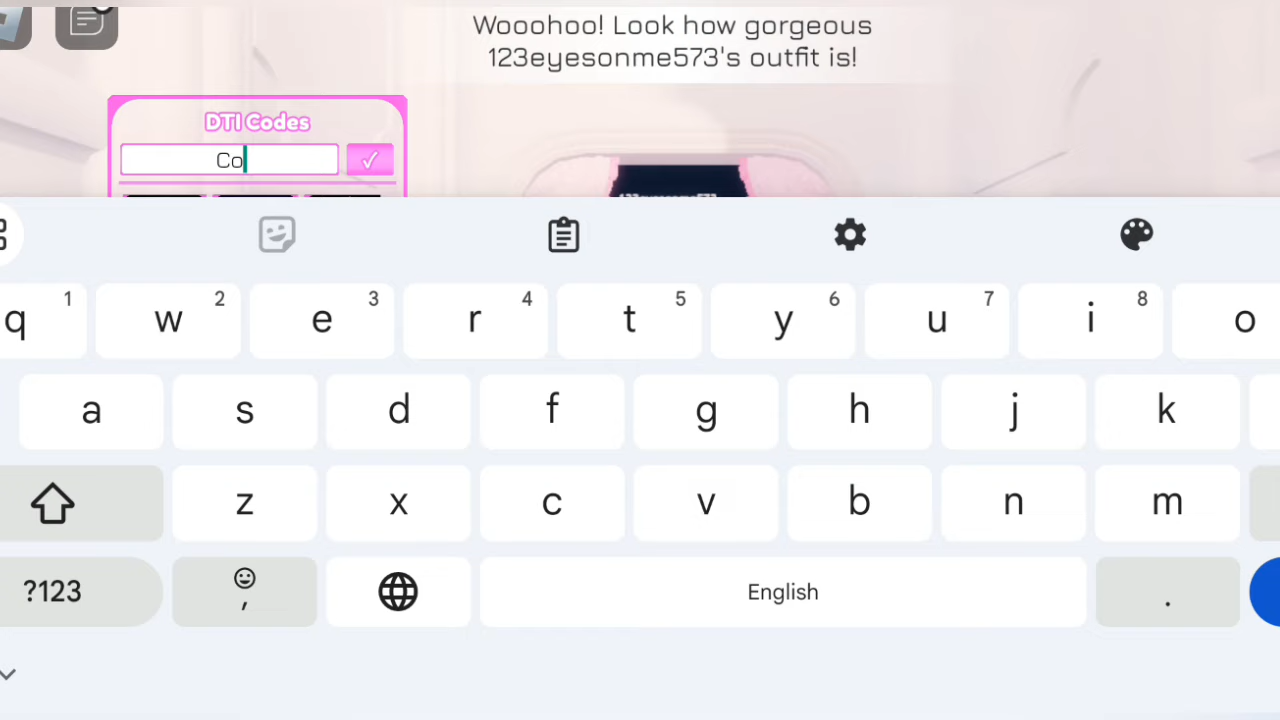 Wooohoo! Look how gorgeous
123eyesonme573's outfit is!
DTI Codes
Co
✓
q 1 w 2 e 3 r 4 t 5 y 6 u 7 i 8 o
a s d f g h j k
z x c v b n m
?123 , English .